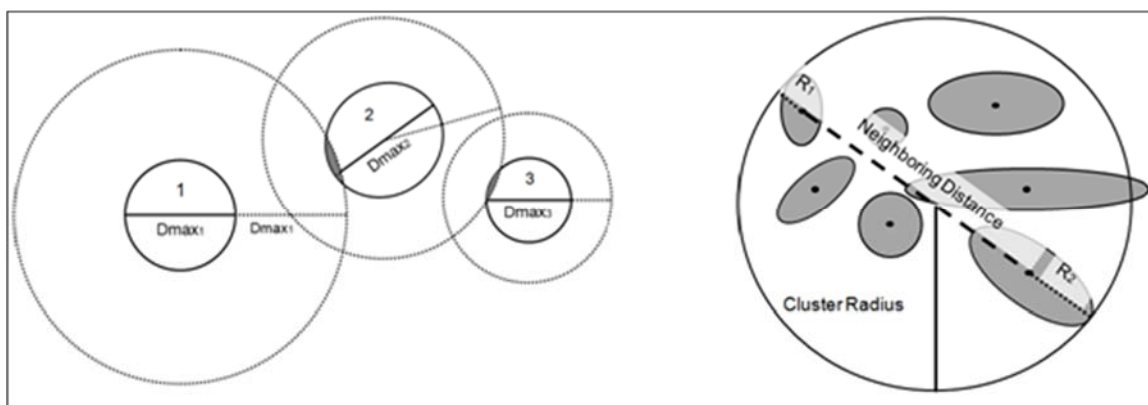 1
Dmax1
Dmax1
2
Dmax2
3
Dmax3
R1
Neighboring Distance
R2
Cluster Radius